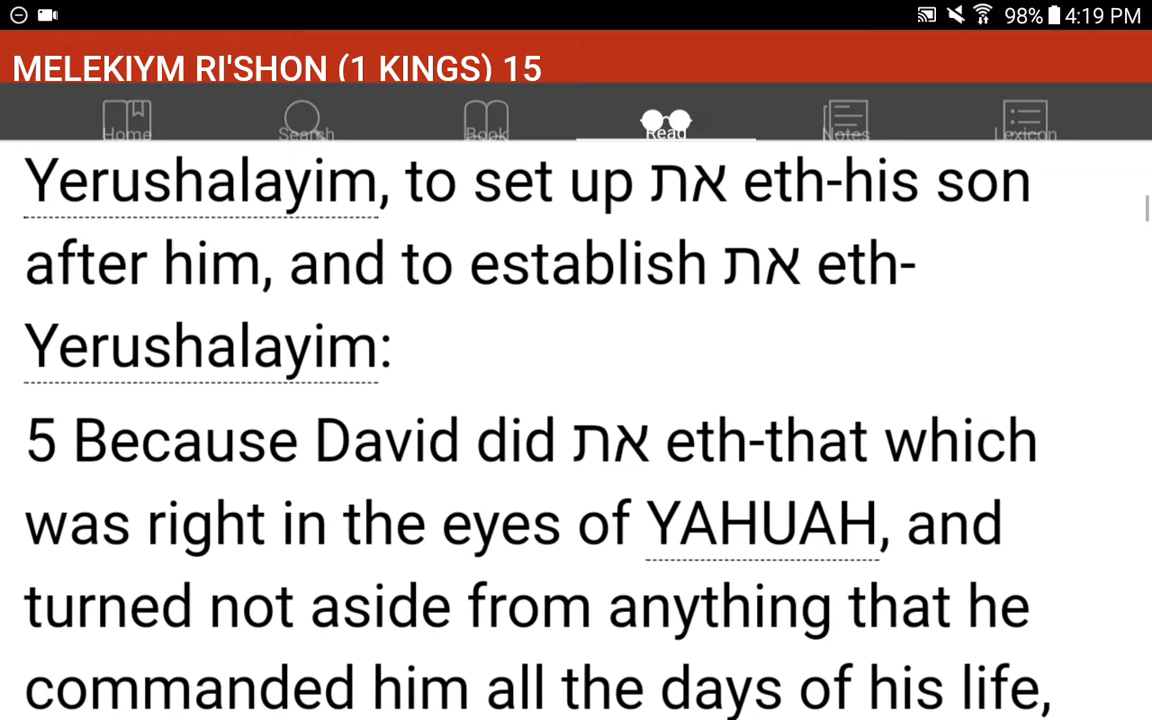 98% 4:19 PM
MELEKIYM RI'SHON (1 KINGS) 15
Home Search Book Read Notes Lexicon
Yerushalayim, to set up את eth-his son
after him, and to establish את eth-
Yerushalayim:
5 Because David did את eth-that which
was right in the eyes of YAHUAH, and
turned not aside from anything that he
commanded him all the days of his life,